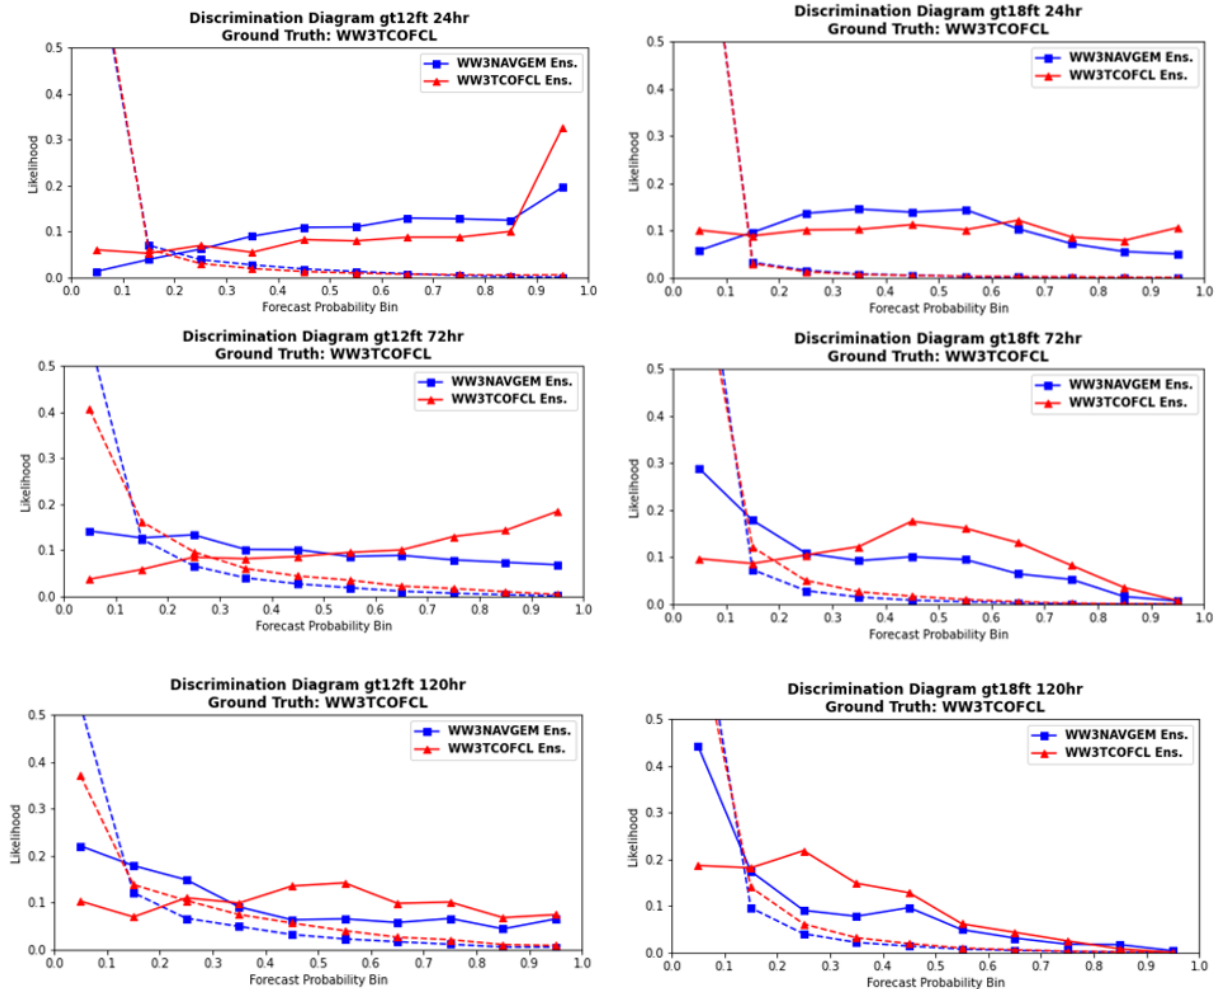 Discrimination Diagram gt12ft 24hr
Ground Truth: WW3TCOFCL
0.5
0.4
0.3
0.2
0.1
0.0
Likelihood
WW3NAVGEM Ens.
WW3TCOFCL Ens.
0.0 0.1 0.2 0.3 0.4 0.5 0.6 0.7 0.8 0.9 1.0
Forecast Probability Bin
Discrimination Diagram gt18ft 24hr
Ground Truth: WW3TCOFCL
0.5
0.4
0.3
0.2
0.1
0.0
Likelihood
WW3NAVGEM Ens.
WW3TCOFCL Ens.
0.0 0.1 0.2 0.3 0.4 0.5 0.6 0.7 0.8 0.9 1.0
Forecast Probability Bin
Discrimination Diagram gt12ft 72hr
Ground Truth: WW3TCOFCL
0.5
0.4
0.3
0.2
0.1
0.0
Likelihood
WW3NAVGEM Ens.
WW3TCOFCL Ens.
0.0 0.1 0.2 0.3 0.4 0.5 0.6 0.7 0.8 0.9 1.0
Forecast Probability Bin
Discrimination Diagram gt18ft 72hr
Ground Truth: WW3TCOFCL
0.5
0.4
0.3
0.2
0.1
0.0
Likelihood
WW3NAVGEM Ens.
WW3TCOFCL Ens.
0.0 0.1 0.2 0.3 0.4 0.5 0.6 0.7 0.8 0.9 1.0
Forecast Probability Bin
Discrimination Diagram gt12ft 120hr
Ground Truth: WW3TCOFCL
0.5
0.4
0.3
0.2
0.1
0.0
Likelihood
WW3NAVGEM Ens.
WW3TCOFCL Ens.
0.0 0.1 0.2 0.3 0.4 0.5 0.6 0.7 0.8 0.9 1.0
Forecast Probability Bin
Discrimination Diagram gt18ft 120hr
Ground Truth: WW3TCOFCL
0.5
0.4
0.3
0.2
0.1
0.0
Likelihood
WW3NAVGEM Ens.
WW3TCOFCL Ens.
0.0 0.1 0.2 0.3 0.4 0.5 0.6 0.7 0.8 0.9 1.0
Forecast Probability Bin